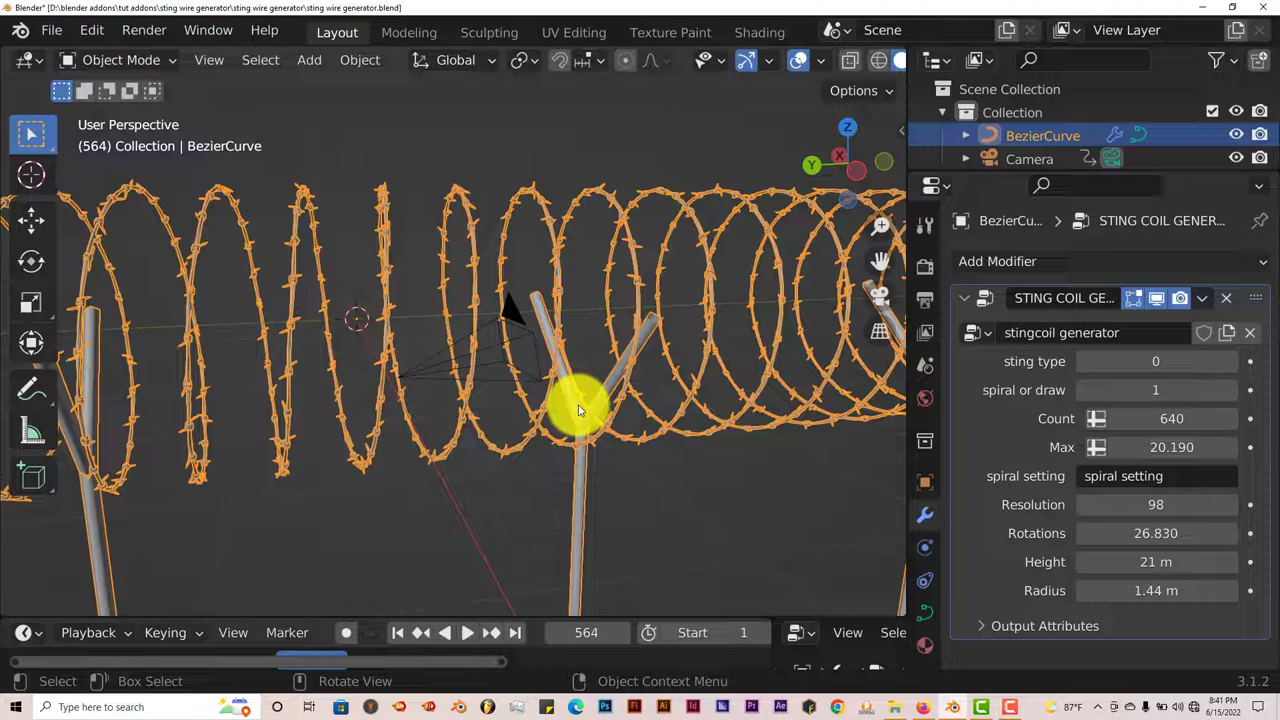 Blender* [D:\blender addons\tut addons\sting wire generator\sting wire generator\sting wire generator.blend]
File Edit Render Window Help Layout Modeling Sculpting UV Editing Texture Paint Shading Scene View Layer
Object Mode View Select Add Object Global
Options
User Perspective
(564) Collection | BezierCurve
Z
X
Y
Scene Collection
Collection
BezierCurve
Camera
BezierCu... STING COIL GENER...
Add Modifier
STING COIL GE...
stingcoil generator
sting type 0
spiral or draw 1
Count 640
Max 20.190
spiral setting spiral setting
Resolution 98
Rotations 26.830
Height 21 m
Radius 1.44 m
Output Attributes
Playback Keying View Marker 564 Start 1 View Sele
Select Box Select Rotate View Object Context Menu 3.1.2
Type here to search
87°F
8:41 PM
6/15/2022